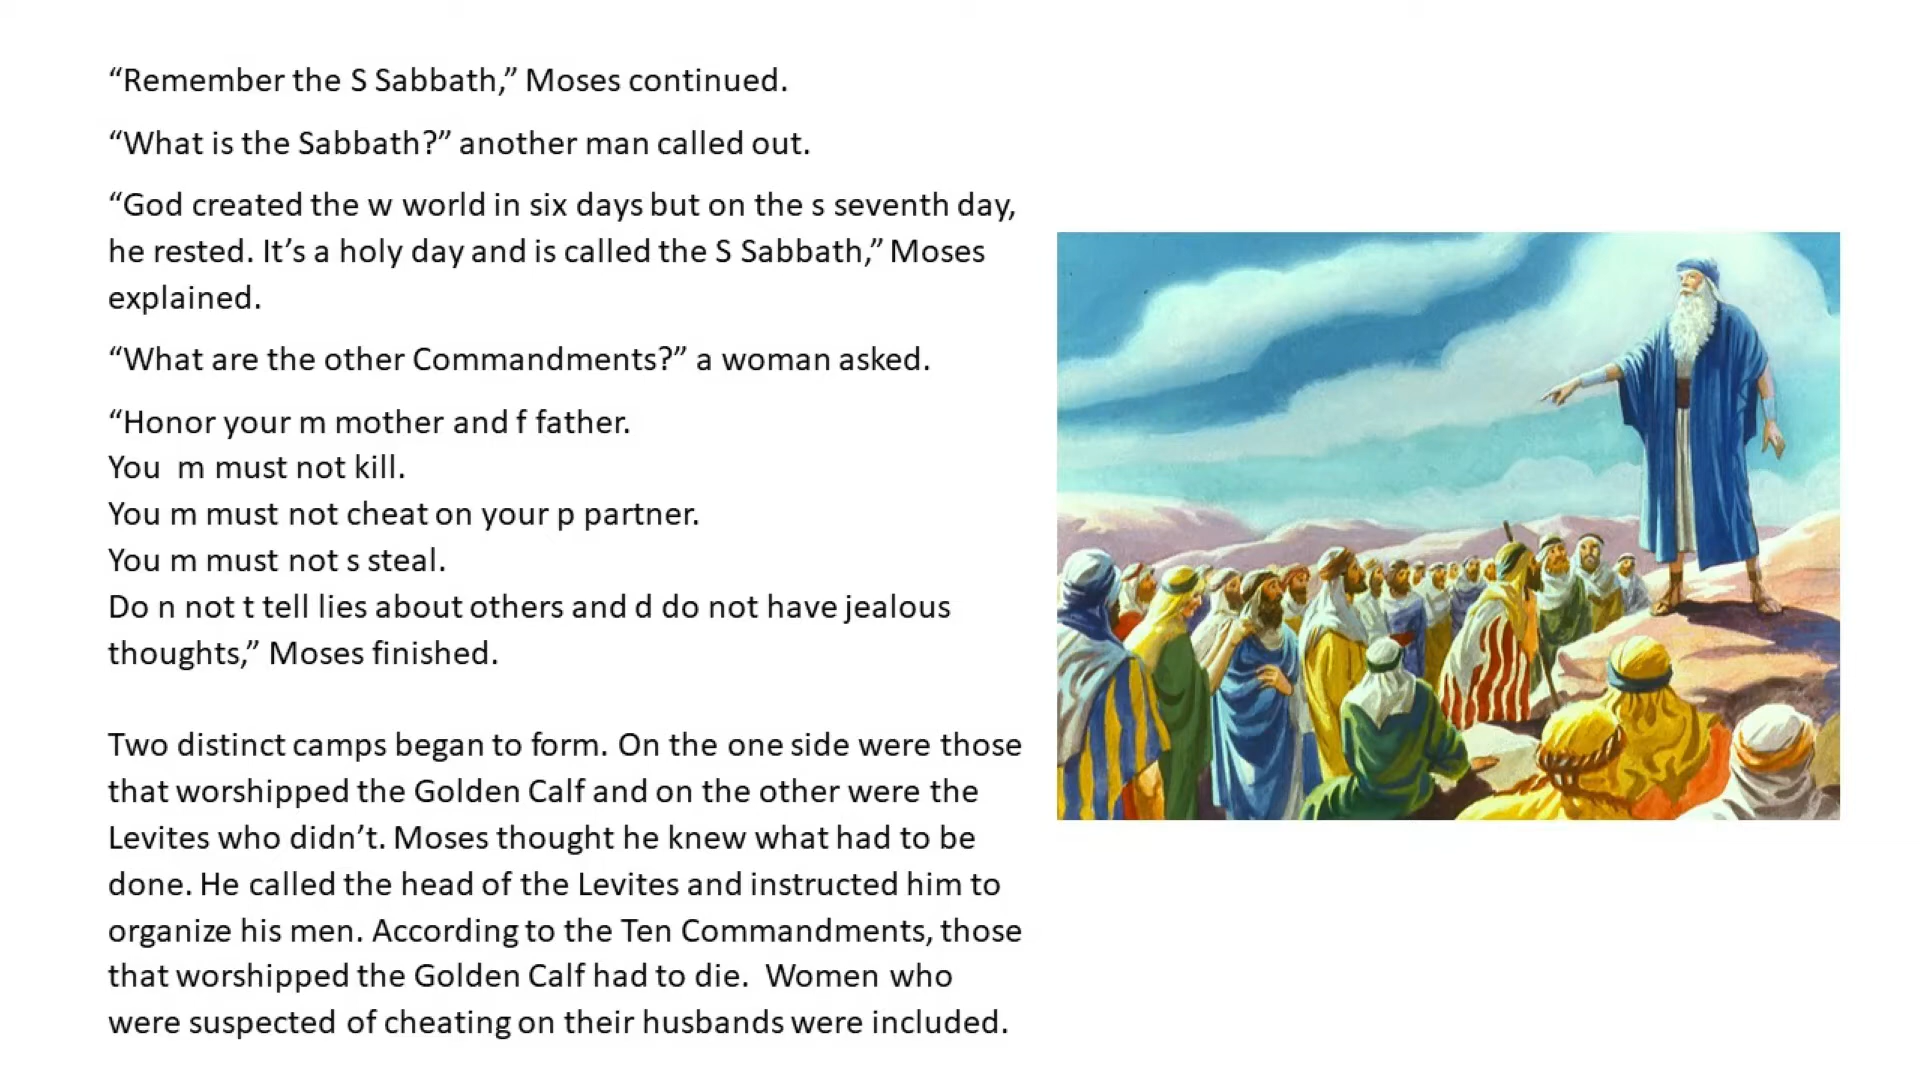 “Remember the S Sabbath,” Moses continued.
“What is the Sabbath?” another man called out.
“God created the w world in six days but on the s seventh day,
he rested. It’s a holy day and is called the S Sabbath,” Moses
explained.
“What are the other Commandments?” a woman asked.
“Honor your m mother and f father.
You  m must not kill.
You m must not cheat on your p partner.
You m must not s steal.
Do n not t tell lies about others and d do not have jealous
thoughts,” Moses finished.
Two distinct camps began to form. On the one side were those
that worshipped the Golden Calf and on the other were the
Levites who didn’t. Moses thought he knew what had to be
done. He called the head of the Levites and instructed him to
organize his men. According to the Ten Commandments, those
that worshipped the Golden Calf had to die.  Women who
were suspected of cheating on their husbands were included.